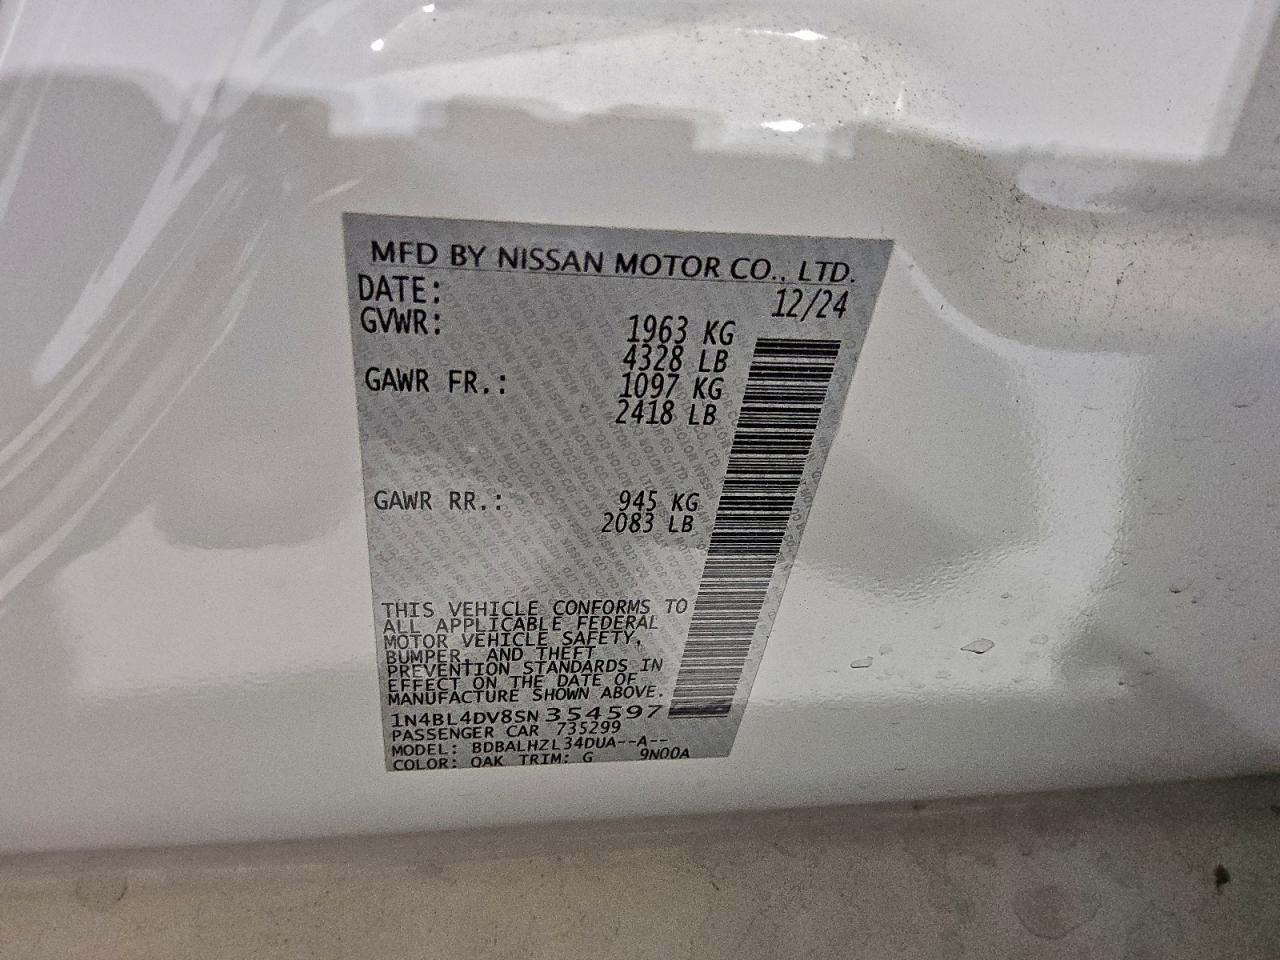 MFD BY NISSAN MOTOR CO., LTD.
DATE: 12/24
GVWR: 1963 KG
4328 LB
GAWR FR.: 1097 KG
2418 LB
GAWR RR.: 945 KG
2083 LB
THIS VEHICLE CONFORMS TO
ALL APPLICABLE FEDERAL
MOTOR VEHICLE SAFETY,
BUMPER, AND THEFT
PREVENTION STANDARDS IN
EFFECT ON THE DATE OF
MANUFACTURE SHOWN ABOVE.
1N4BL4DV8SN354597
PASSENGER CAR 735299
MODEL: BDBALHZL34DUA--A--
COLOR: QAK TRIM: G 9N00A